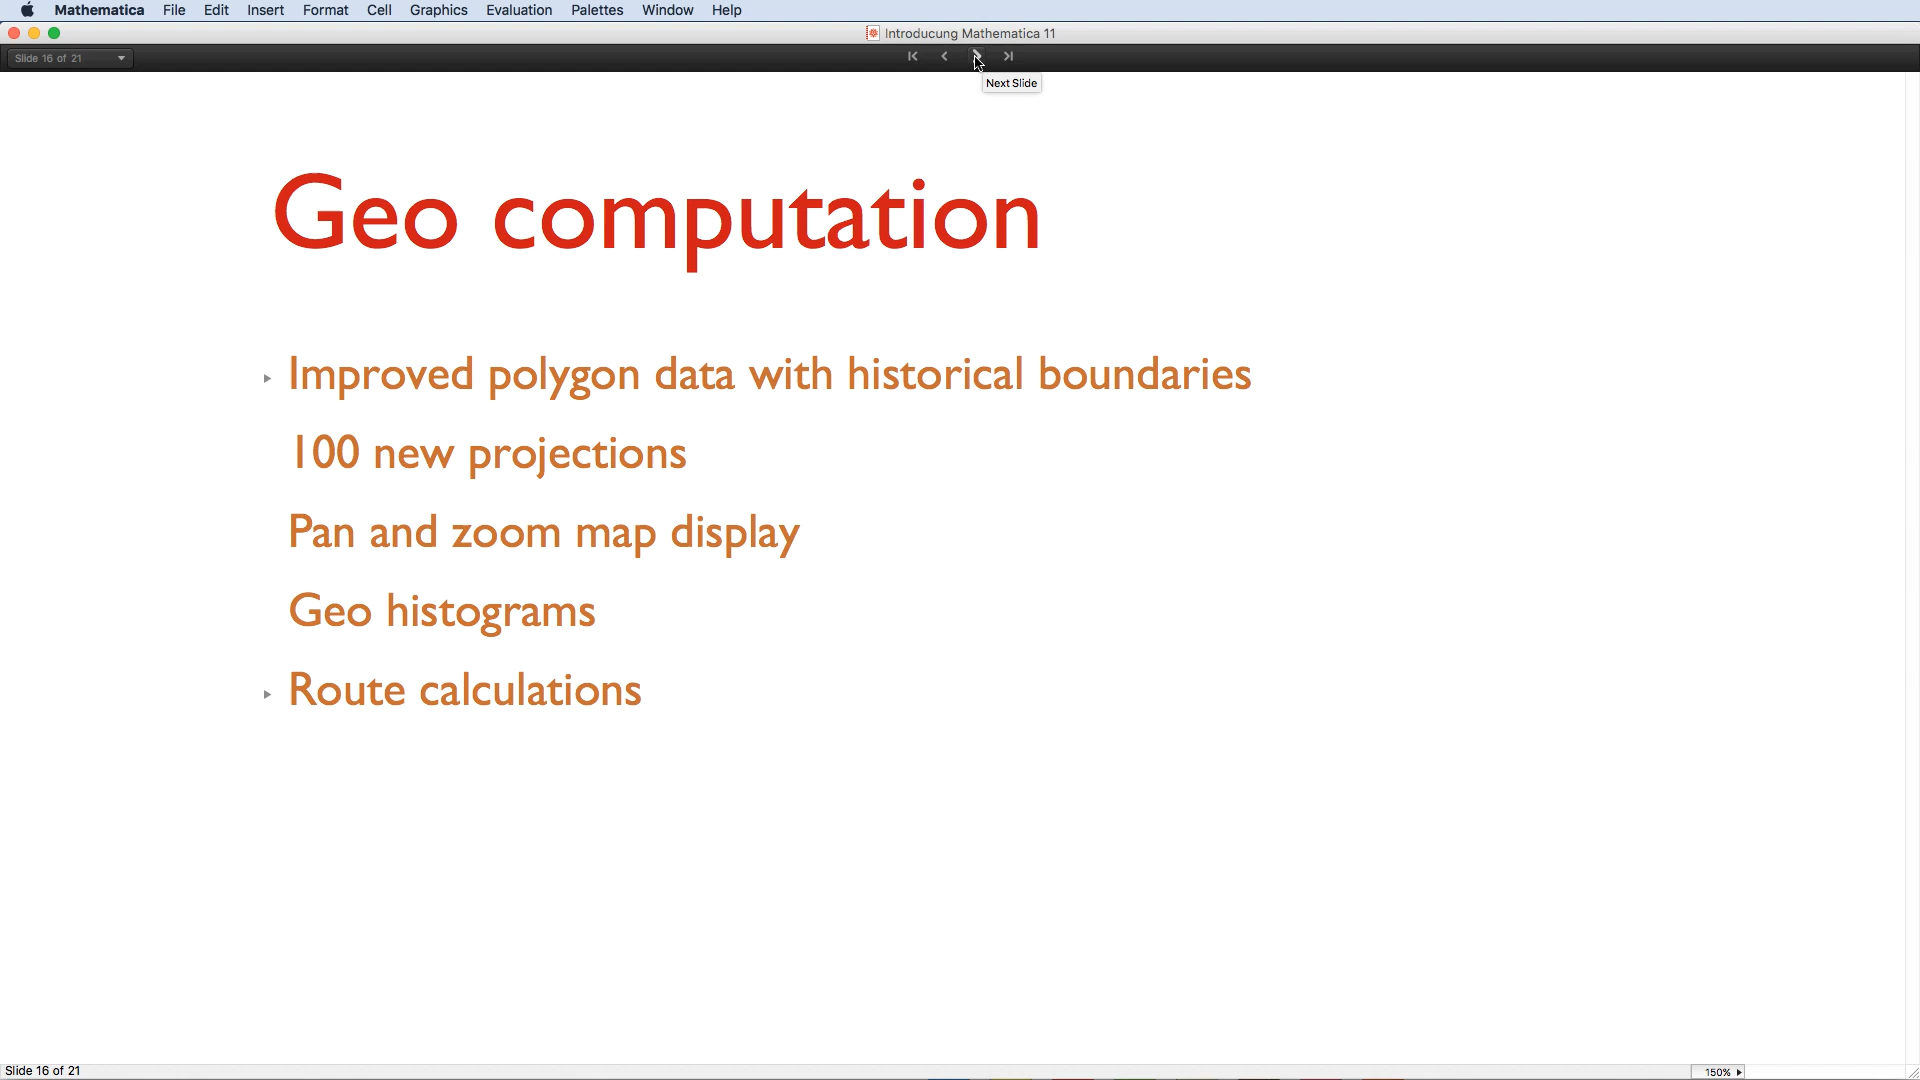 Mathematica File Edit Insert Format Cell Graphics Evaluation Palettes Window Help
Introducung Mathematica 11
Slide 16 of 21
Next Slide
Geo computation
Improved polygon data with historical boundaries
100 new projections
Pan and zoom map display
Geo histograms
Route calculations
Slide 16 of 21
150%